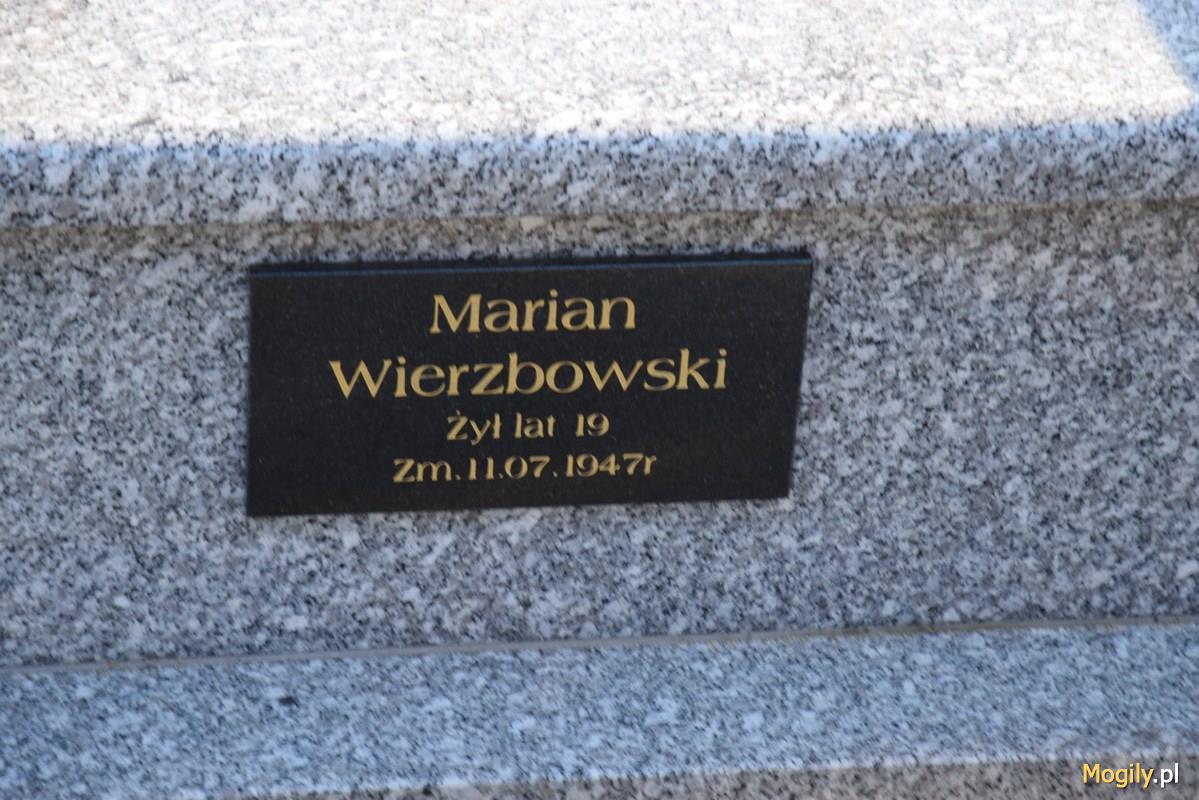 Marian
Wierzbowski
Żył lat 19
Zm. 11.07.1947r
Mogily.pl